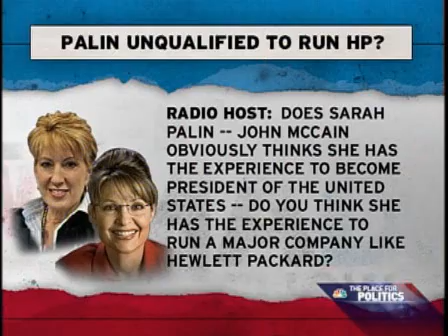 PALIN UNQUALIFIED TO RUN HP?
RADIO HOST: DOES SARAH
PALIN -- JOHN MCCAIN
OBVIOUSLY THINKS SHE HAS
THE EXPERIENCE TO BECOME
PRESIDENT OF THE UNITED
STATES -- DO YOU THINK SHE
HAS THE EXPERIENCE TO
RUN A MAJOR COMPANY LIKE
HEWLETT PACKARD?
THE PLACE FOR
POLITICS